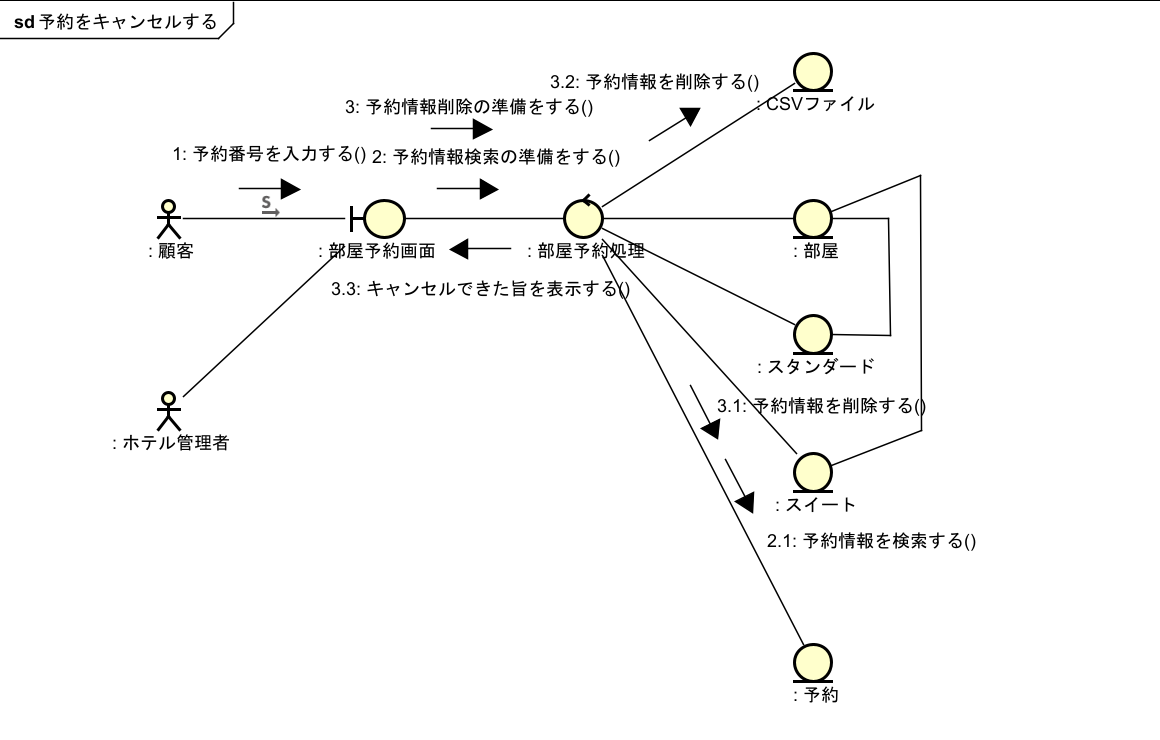 sd 予約をキャンセルする
3.2: 予約情報を削除する()
3: 予約情報削除の準備をする()
: CSVファイル
1: 予約番号を入力する()
2: 予約情報検索の準備をする()
S
: 顧客
: 部屋予約画面
: 部屋予約処理
: 部屋
3.3: キャンセルできた旨を表示する()
: スタンダード
3.1: 予約情報を削除する()
: ホテル管理者
: スイート
2.1: 予約情報を検索する()
: 予約